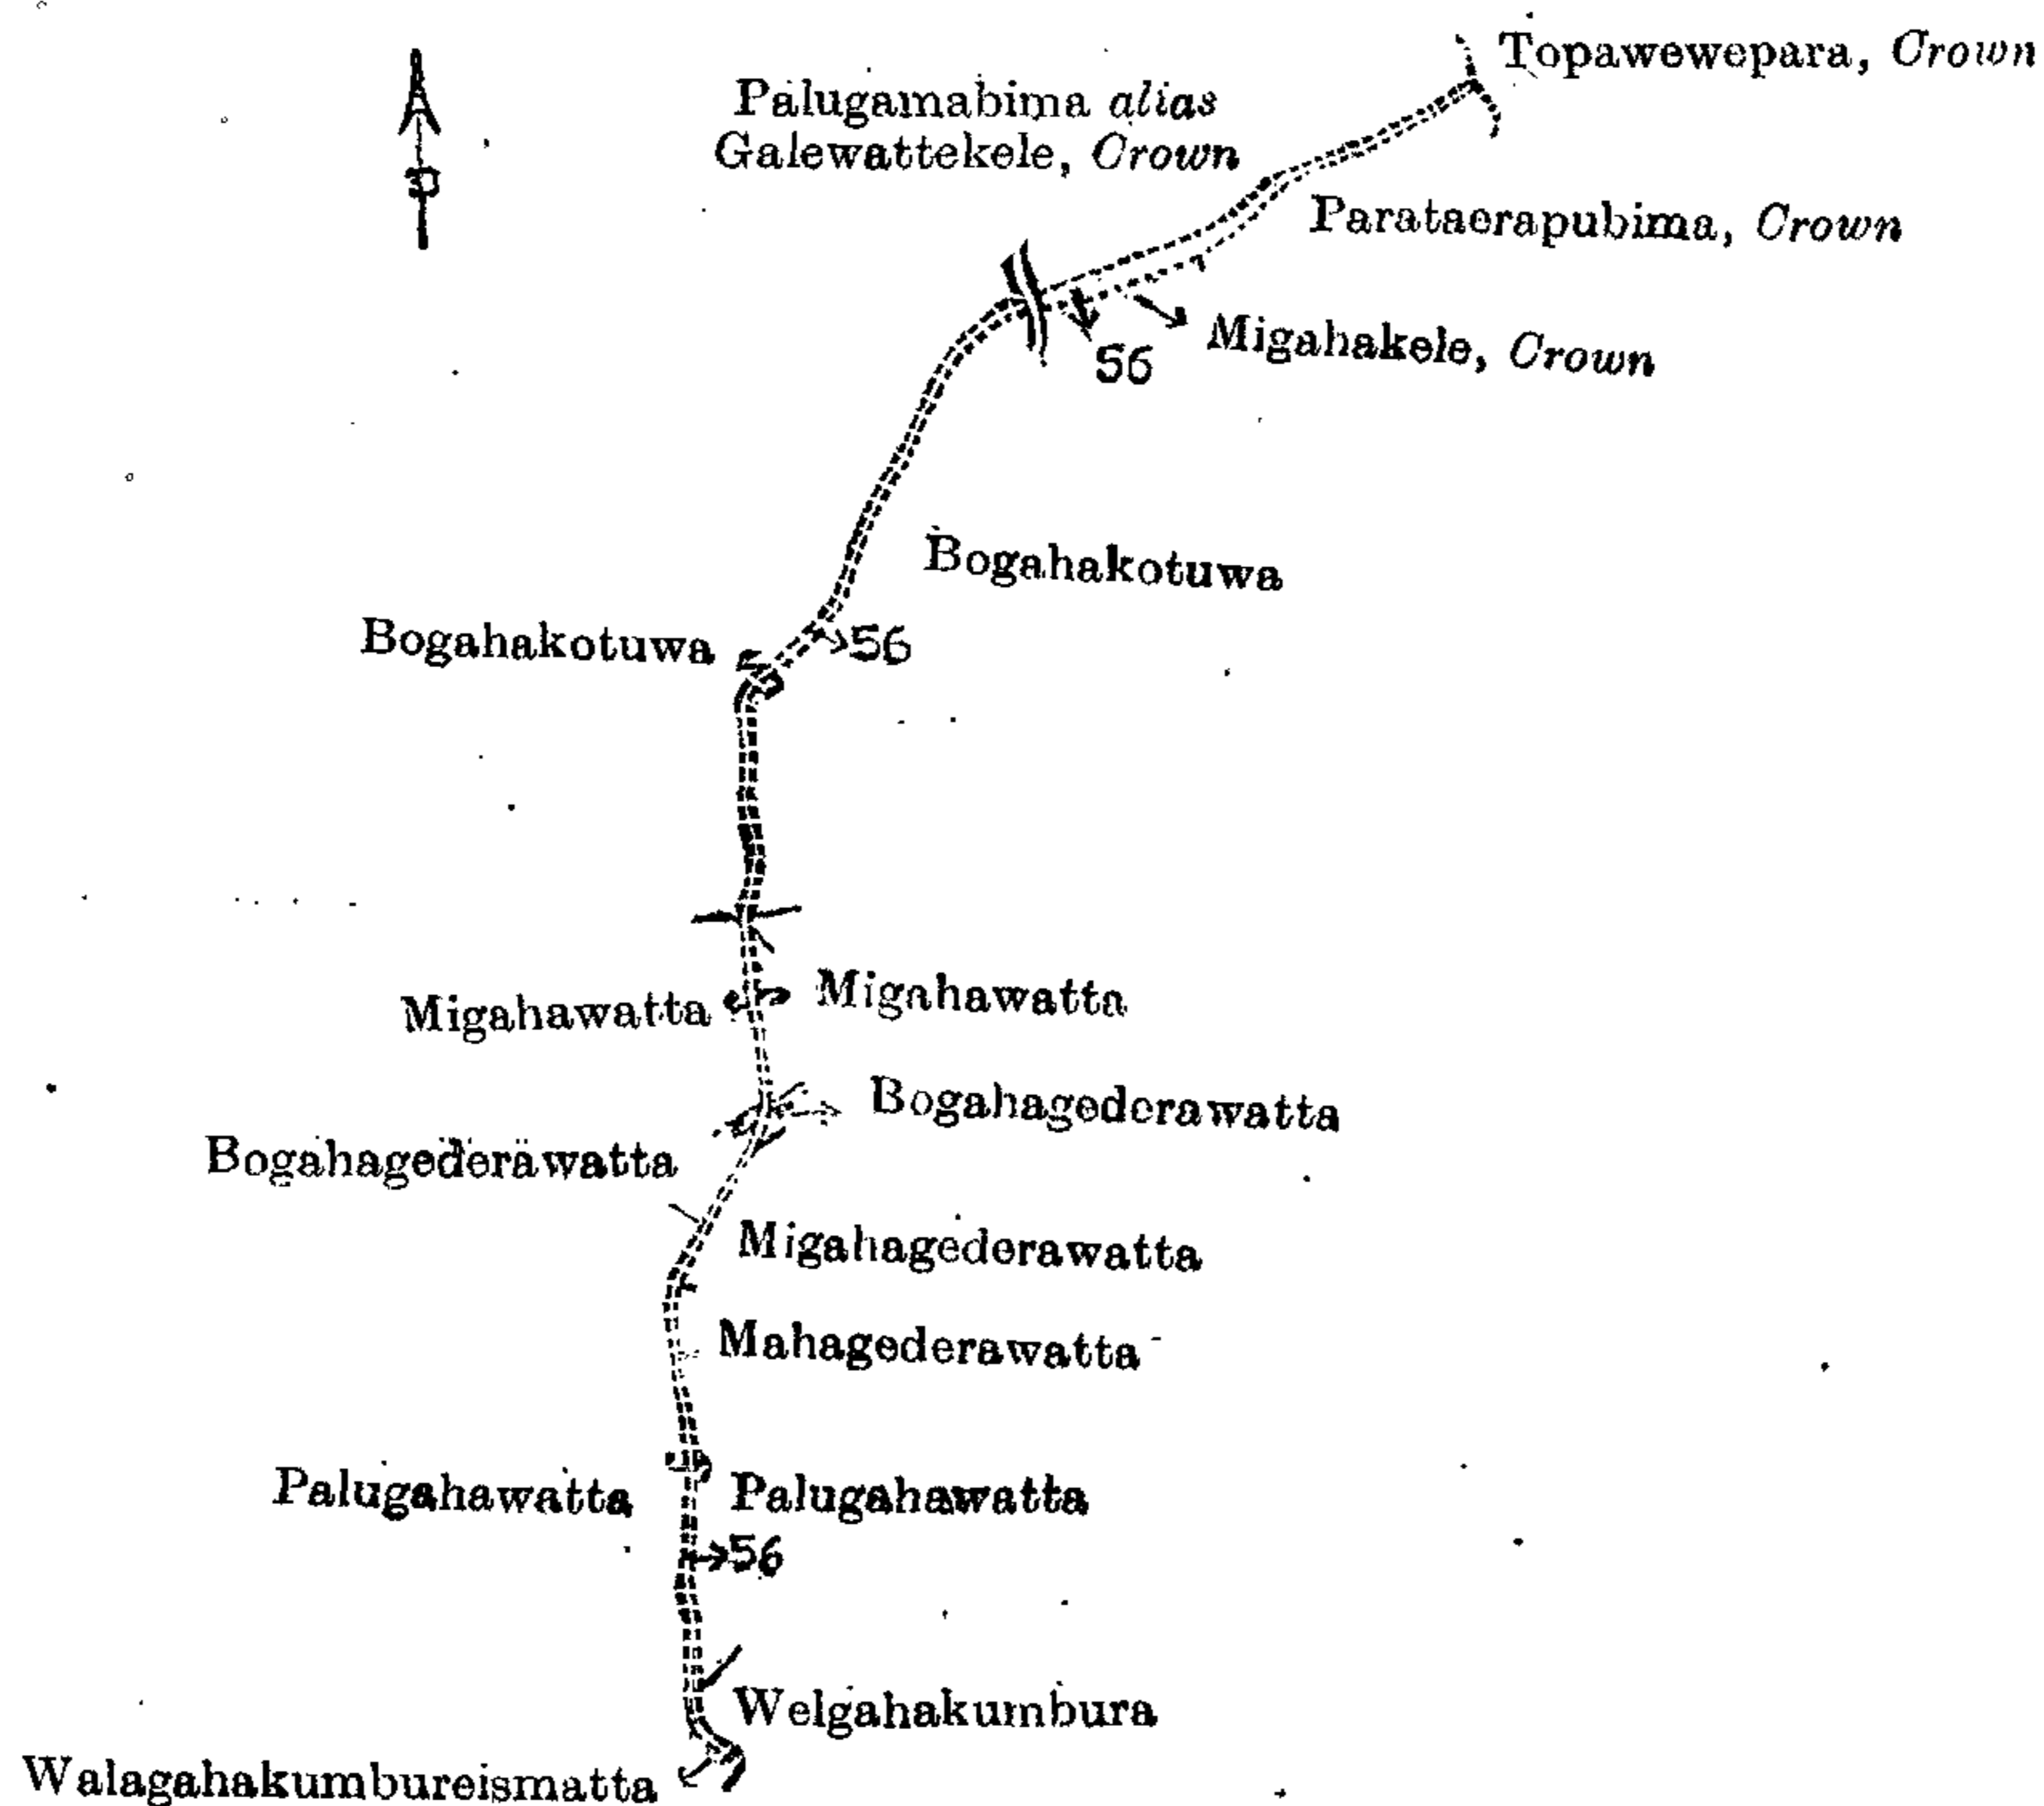 Topawewepara, Crown
Palugamabima alias
Galewattekele, Crown
Parataerapubima, Crown
Migahakele, Crown
56
Bogahakotuwa
Bogahakotuwa
56
Migahawatta
Migahawatta
Bogahagederawatta
Bogahagederawatta
Migahagederawatta
Mahagederawatta
Palugahawatta
Palugahawatta
56
Welgahakumbura
Walagahakumbureismatta